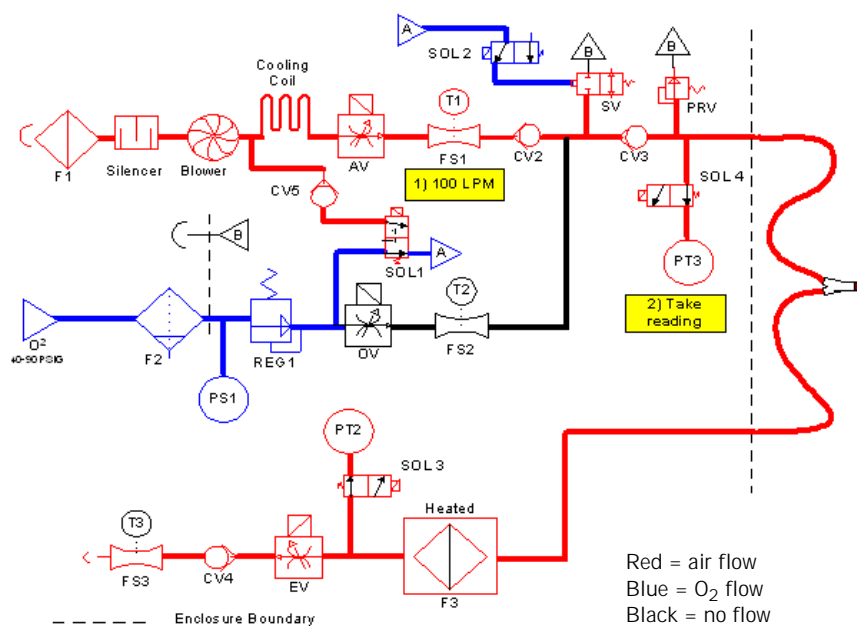 A
SOL 2
B
B
Cooling
Coil
T1
SV
PRV
F1
Silencer
Blower
AV
FS1
CV2
CV3
SOL 4
CV5
1) 100 LPM
B
SOL1
A
PT3
T2
2) Take
reading
O2
40-90 PSIG
F2
REG1
OV
FS2
PS1
PT2
SOL 3
Heated
T3
FS3
CV4
EV
F3
Red = air flow
Blue = O2 flow
Black = no flow
Enclosure Boundary